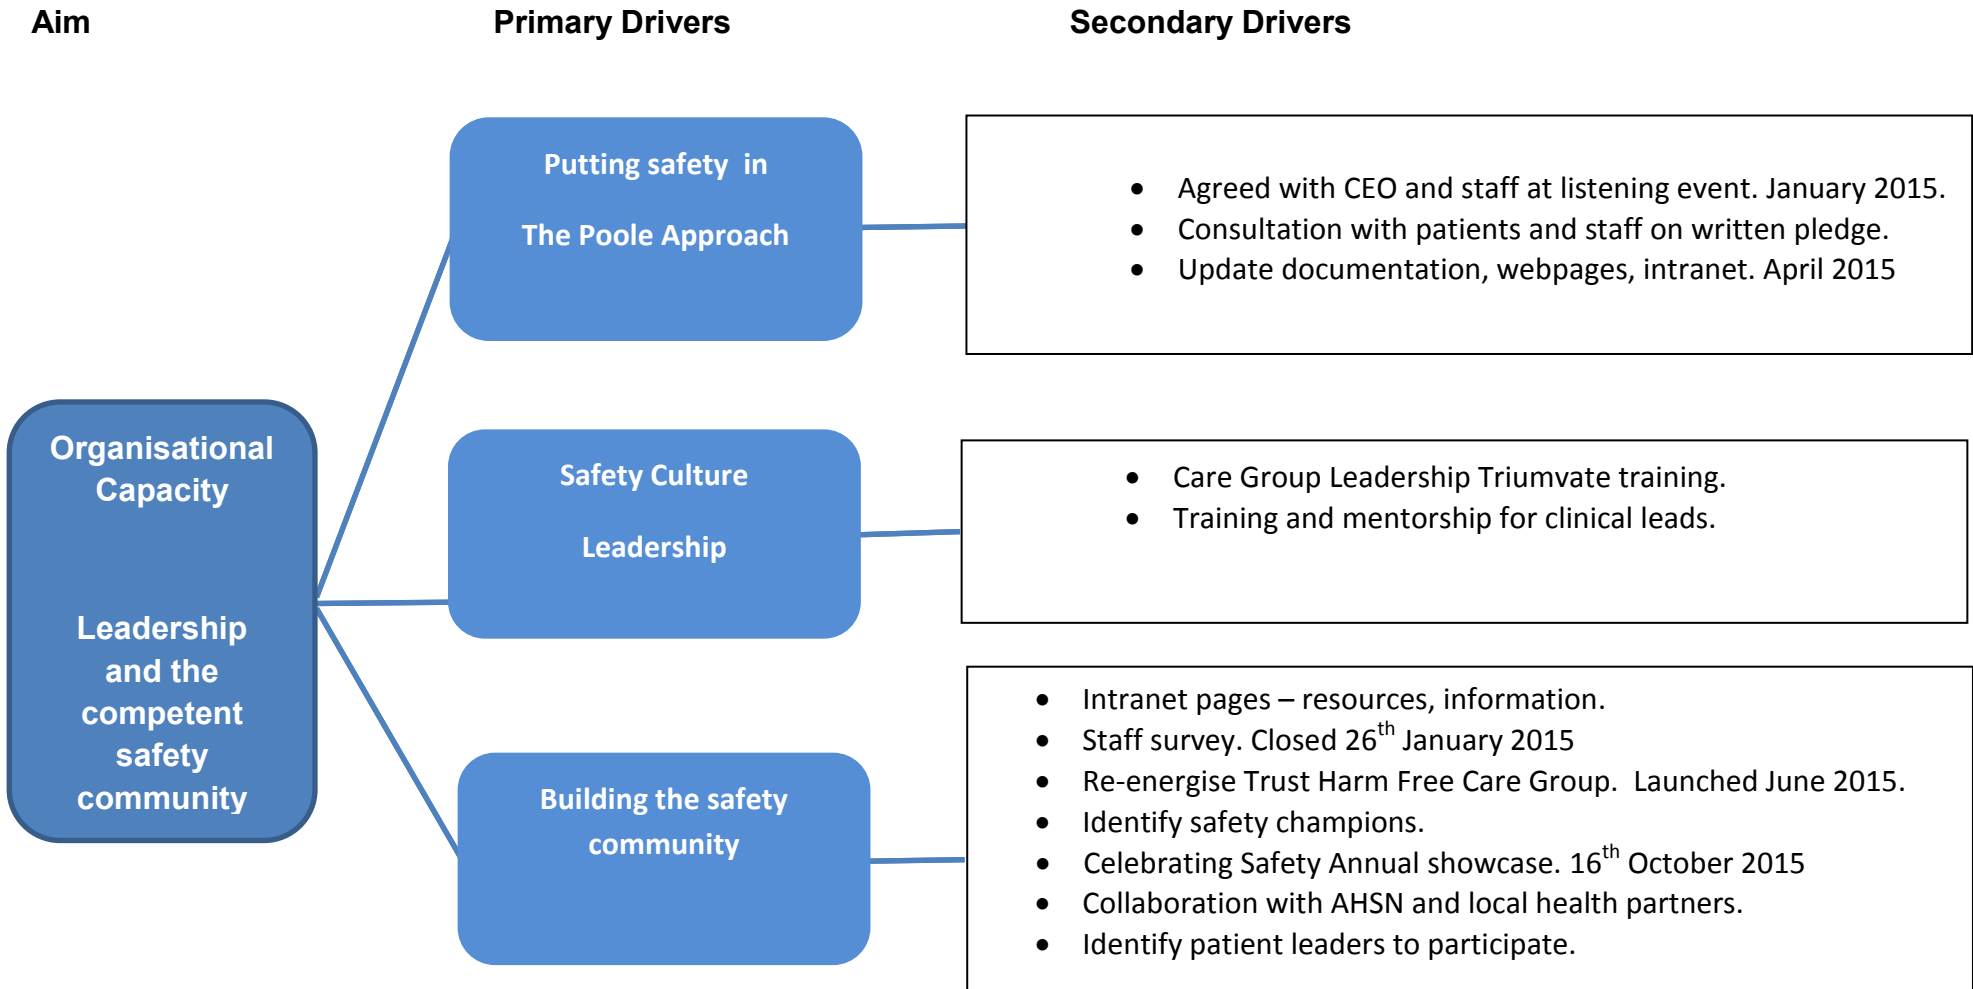 Aim
Primary Drivers
Secondary Drivers
Putting safety in
The Poole Approach
• Agreed with CEO and staff at listening event. January 2015.
• Consultation with patients and staff on written pledge.
• Update documentation, webpages, intranet. April 2015
Organisational
Capacity
Leadership
and the
competent
safety
community
Safety Culture
Leadership
• Care Group Leadership Triumvate training.
• Training and mentorship for clinical leads.
Building the safety
community
• Intranet pages – resources, information.
• Staff survey. Closed 26th January 2015
• Re-energise Trust Harm Free Care Group. Launched June 2015.
• Identify safety champions.
• Celebrating Safety Annual showcase. 16th October 2015
• Collaboration with AHSN and local health partners.
• Identify patient leaders to participate.